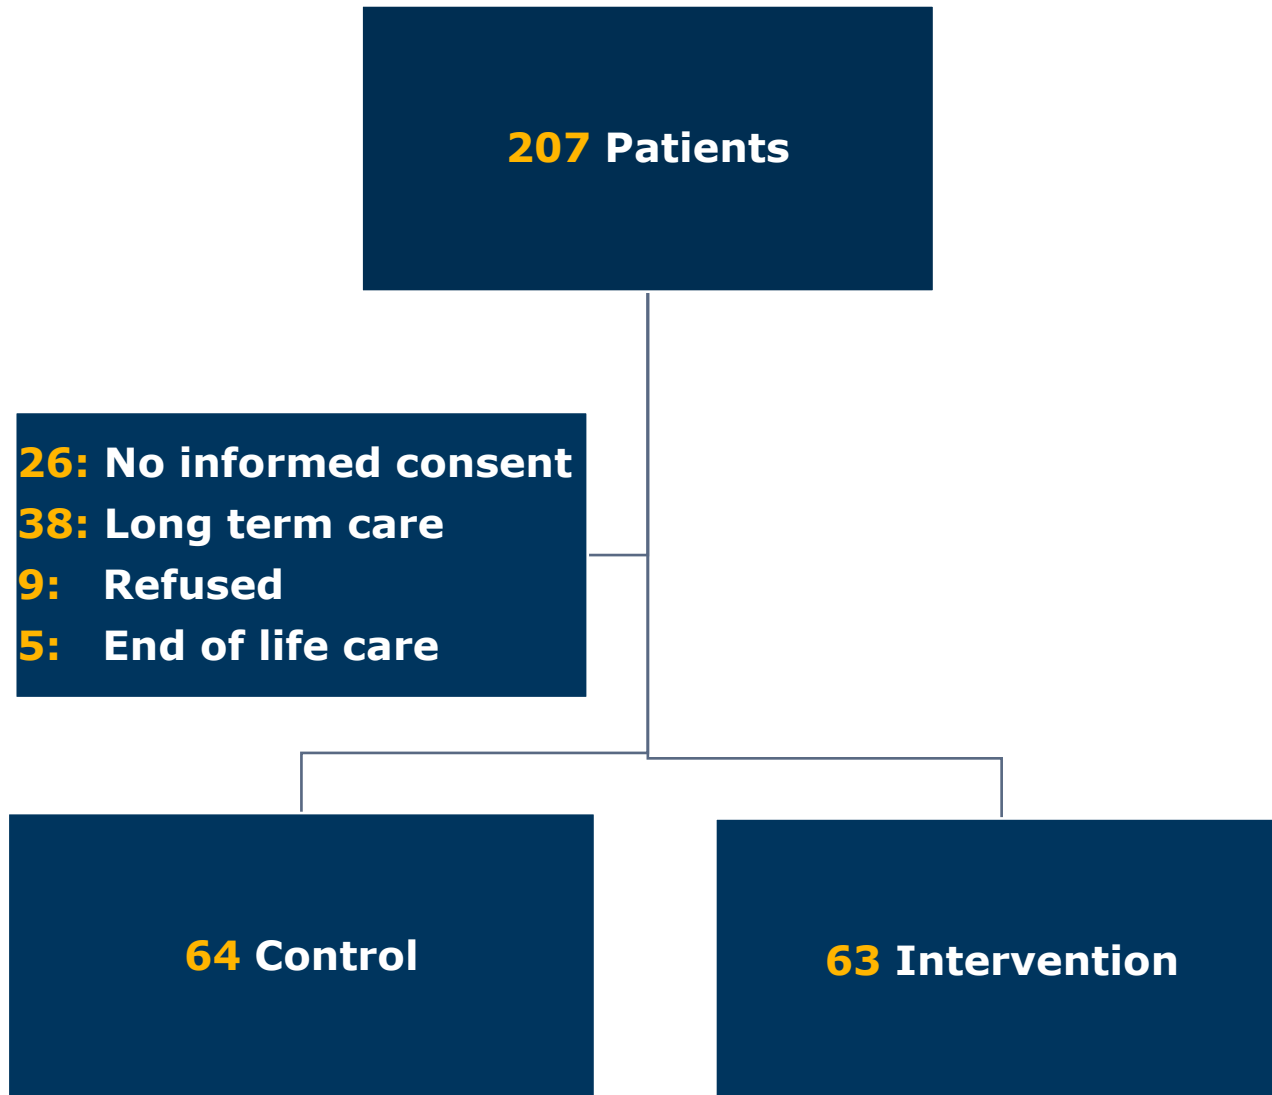 207 Patients
26: No informed consent
38: Long term care
9: Refused
5: End of life care
64 Control
63 Intervention